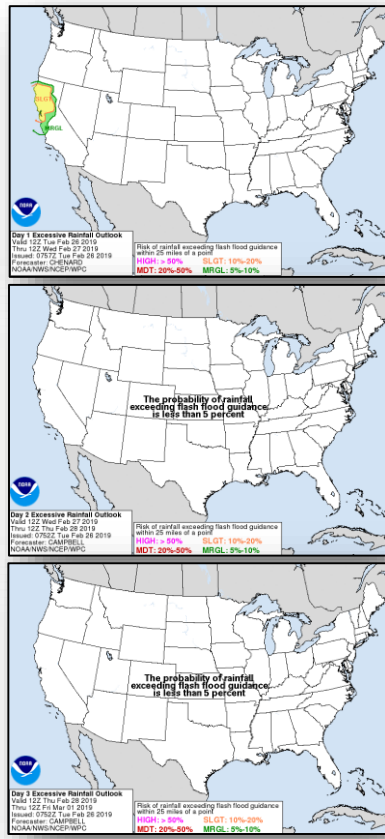 SLGT
MRGL
noaa
Day 1 Excessive Rainfall Outlook
Valid 12Z Tue Feb 26 2019
Thru 12Z Wed Feb 27 2019
Issued: 0757Z Tue Feb 26 2019
Forecaster: CHENARD
NOAA/NWS/NCEP/WPC
Risk of rainfall exceeding flash flood guidance
within 25 miles of a point
HIGH: > 50% SLGT: 10%-20%
MDT: 20%-50% MRGL: 5%-10%
The probability of rainfall
exceeding flash flood guidance
is less than 5 percent
noaa
Day 2 Excessive Rainfall Outlook
Valid 12Z Wed Feb 27 2019
Thru 12Z Thu Feb 28 2019
Issued: 0752Z Tue Feb 26 2019
Forecaster: CAMPBELL
NOAA/NWS/NCEP/WPC
Risk of rainfall exceeding flash flood guidance
within 25 miles of a point
HIGH: > 50% SLGT: 10%-20%
MDT: 20%-50% MRGL: 5%-10%
The probability of rainfall
exceeding flash flood guidance
is less than 5 percent
noaa
Day 3 Excessive Rainfall Outlook
Valid 12Z Thu Feb 28 2019
Thru 12Z Fri Mar 01 2019
Issued: 0752Z Tue Feb 26 2019
Forecaster: CAMPBELL
NOAA/NWS/NCEP/WPC
Risk of rainfall exceeding flash flood guidance
within 25 miles of a point
HIGH: > 50% SLGT: 10%-20%
MDT: 20%-50% MRGL: 5%-10%